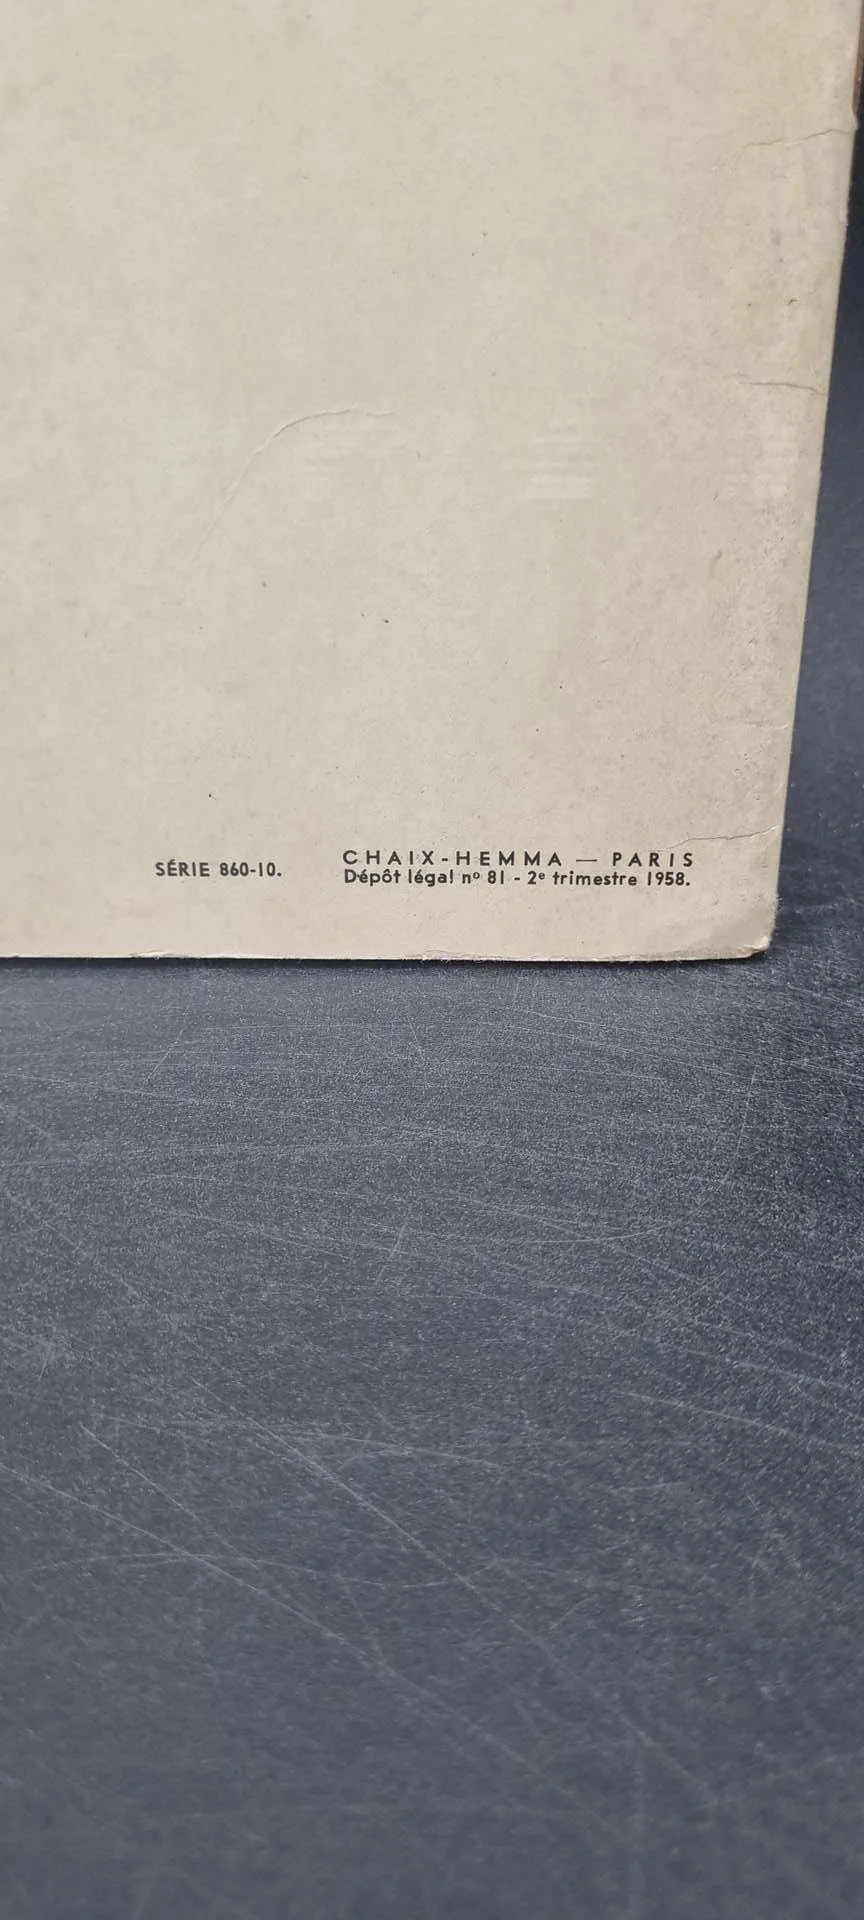 SÉRIE 860-10.
CHAIX-HEMMA — PARIS
Dépôt légal nº 81 - 2ᵉ trimestre 1958.